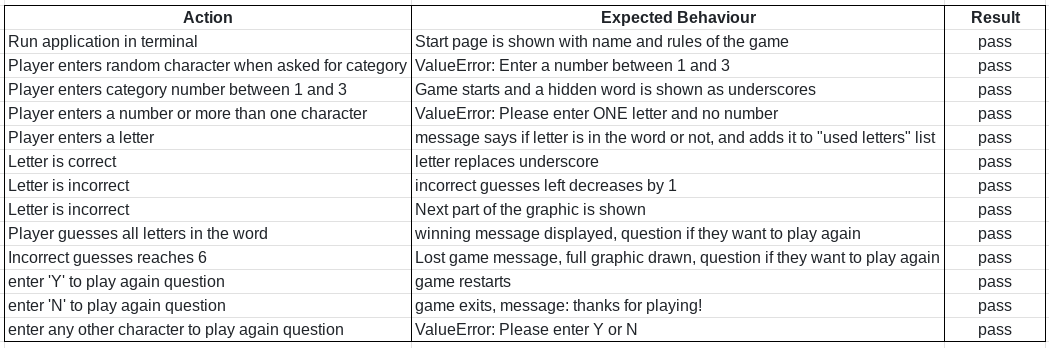 Action Expected Behaviour Result
Run application in terminal Start page is shown with name and rules of the game pass
Player enters random character when asked for category ValueError: Enter a number between 1 and 3 pass
Player enters category number between 1 and 3 Game starts and a hidden word is shown as underscores pass
Player enters a number or more than one character ValueError: Please enter ONE letter and no number pass
Player enters a letter message says if letter is in the word or not, and adds it to "used letters" list pass
Letter is correct letter replaces underscore pass
Letter is incorrect incorrect guesses left decreases by 1 pass
Letter is incorrect Next part of the graphic is shown pass
Player guesses all letters in the word winning message displayed, question if they want to play again pass
Incorrect guesses reaches 6 Lost game message, full graphic drawn, question if they want to play again pass
enter 'Y' to play again question game restarts pass
enter 'N' to play again question game exits, message: thanks for playing! pass
enter any other character to play again question ValueError: Please enter Y or N pass